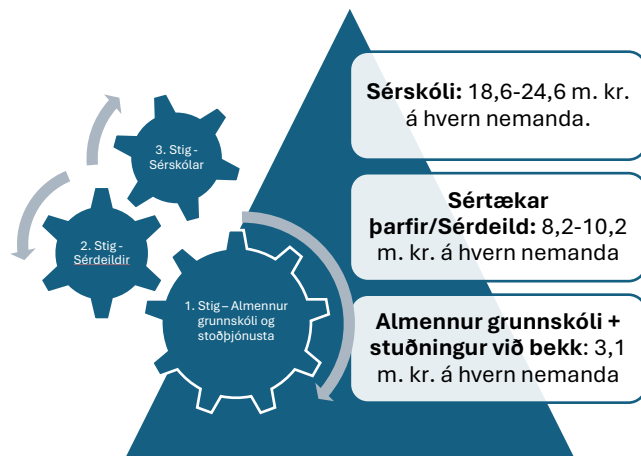 3. Stig -
Sérskólar
2. Stig -
Sérdeildir
1. Stig – Almennur
grunnskóli og
stoðþjónusta
Sérskóli: 18,6-24,6 m. kr.
á hvern nemanda.
Sértækar
þarfir/Sérdeild: 8,2-10,2
m. kr. á hvern nemanda
Almennur grunnskóli +
stuðningur við bekk: 3,1
m. kr. á hvern nemanda